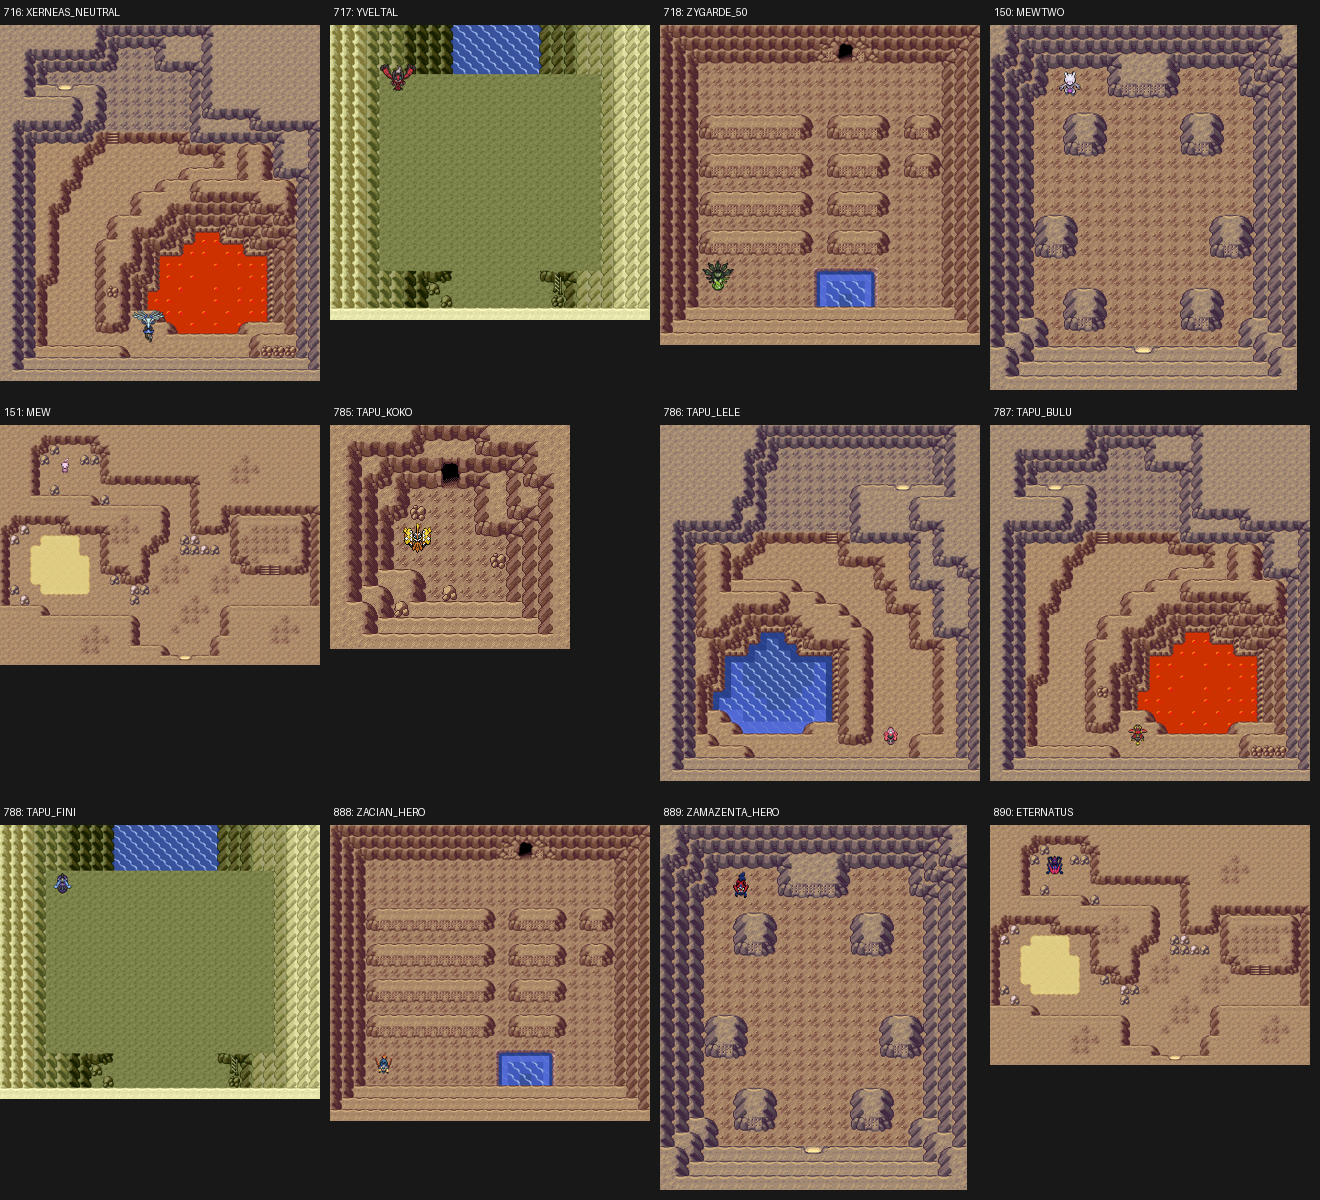 716: XERNEAS_NEUTRAL
717: YVELTAL
718: ZYGARDE_50
150: MEWTWO
151: MEW
785: TAPU_KOKO
786: TAPU_LELE
787: TAPU_BULU
788: TAPU_FINI
888: ZACIAN_HERO
889: ZAMAZENTA_HERO
890: ETERNATUS